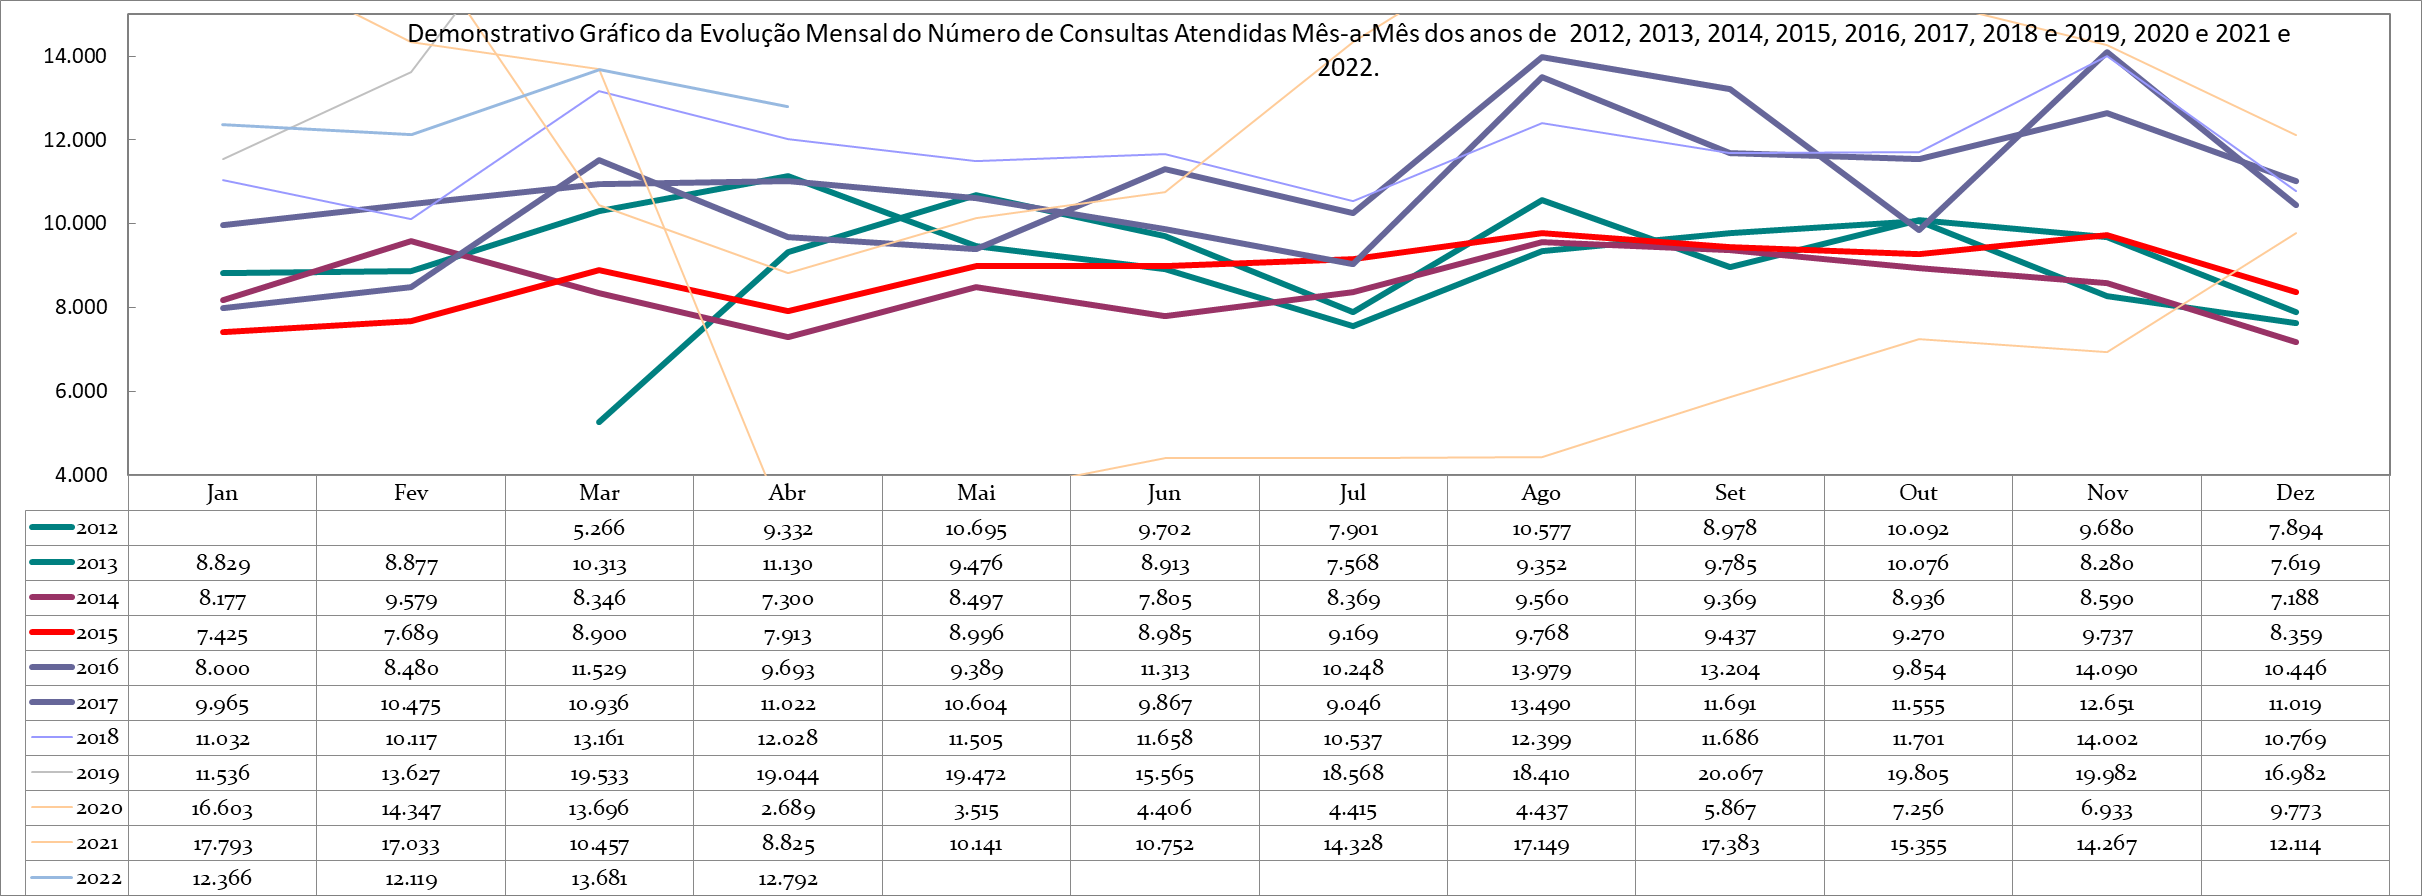 Demonstrativo Gráfico da Evolução Mensal do Número de Consultas Atendidas Mês-a-Mês dos anos de 2012, 2013, 2014, 2015, 2016, 2017, 2018 e 2019, 2020 e 2021 e
2022.
14.000
12.000
10.000
8.000
6.000
4.000
Jan Fev Mar Abr Mai Jun Jul Ago Set Out Nov Dez
2012 5.266 9.332 10.695 9.702 7.901 10.577 8.978 10.092 9.680 7.894
2013 8.829 8.877 10.313 11.130 9.476 8.913 7.568 9.352 9.785 10.076 8.280 7.619
2014 8.177 9.579 8.346 7.300 8.497 7.805 8.369 9.560 9.369 8.936 8.590 7.188
2015 7.425 7.689 8.900 7.913 8.996 8.985 9.169 9.768 9.437 9.270 9.737 8.359
2016 8.000 8.480 11.529 9.693 9.389 11.313 10.248 13.979 13.204 9.854 14.090 10.446
2017 9.965 10.475 10.936 11.022 10.604 9.867 9.046 13.490 11.691 11.555 12.651 11.019
2018 11.032 10.117 13.161 12.028 11.505 11.658 10.537 12.399 11.686 11.701 14.002 10.769
2019 11.536 13.627 19.533 19.044 19.472 15.565 18.568 18.410 20.067 19.805 19.982 16.982
2020 16.603 14.347 13.696 2.689 3.515 4.406 4.415 4.437 5.867 7.256 6.933 9.773
2021 17.793 17.033 10.457 8.825 10.141 10.752 14.328 17.149 17.383 15.355 14.267 12.114
2022 12.366 12.119 13.681 12.792